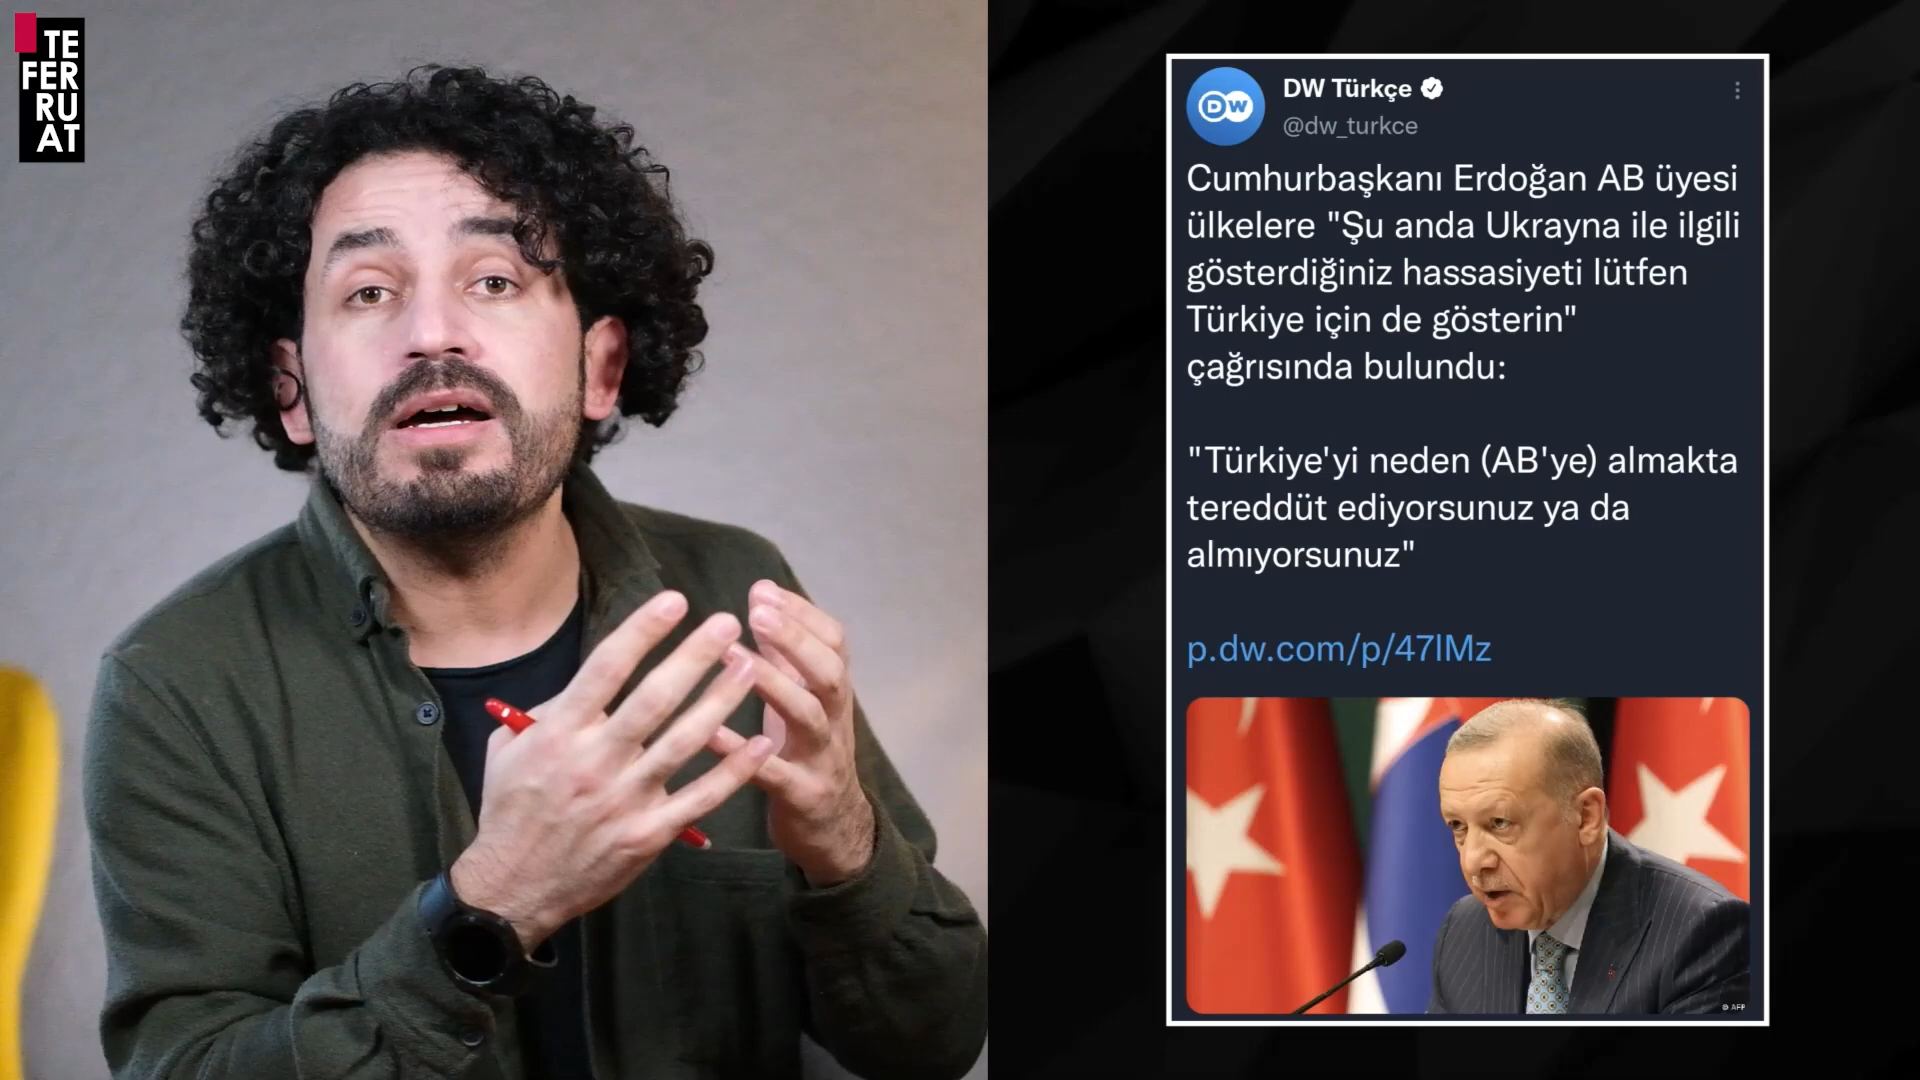 TE
FER
RU
AT
DW Türkçe
@dw_turkce
DW
Cumhurbaşkanı Erdoğan AB üyesi
ülkelere "Şu anda Ukrayna ile ilgili
gösterdiğiniz hassasiyeti lütfen
Türkiye için de gösterin"
çağrısında bulundu:
"Türkiye'yi neden (AB'ye) almakta
tereddüt ediyorsunuz ya da
almıyorsunuz"
p.dw.com/p/47lMz
© AFP